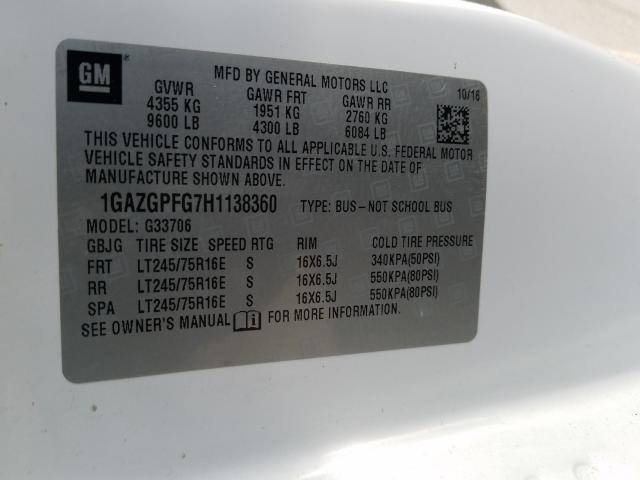 GM
MFD BY GENERAL MOTORS LLC
10/16
GVWR GAWR FRT GAWR RR
4355 KG 1951 KG 2760 KG
9600 LB 4300 LB 6084 LB
THIS VEHICLE CONFORMS TO ALL APPLICABLE U.S. FEDERAL MOTOR
VEHICLE SAFETY STANDARDS IN EFFECT ON THE DATE OF
MANUFACTURE SHOWN ABOVE.
1GAZGPFG7H1138360 TYPE: BUS–NOT SCHOOL BUS
MODEL: G33706
GBJG TIRE SIZE SPEED RTG RIM COLD TIRE PRESSURE
FRT LT245/75R16E S 16X6.5J 340KPA(50PSI)
RR LT245/75R16E S 16X6.5J 550KPA(80PSI)
SPA LT245/75R16E S 16X6.5J 550KPA(80PSI)
SEE OWNER'S MANUAL i FOR MORE INFORMATION.